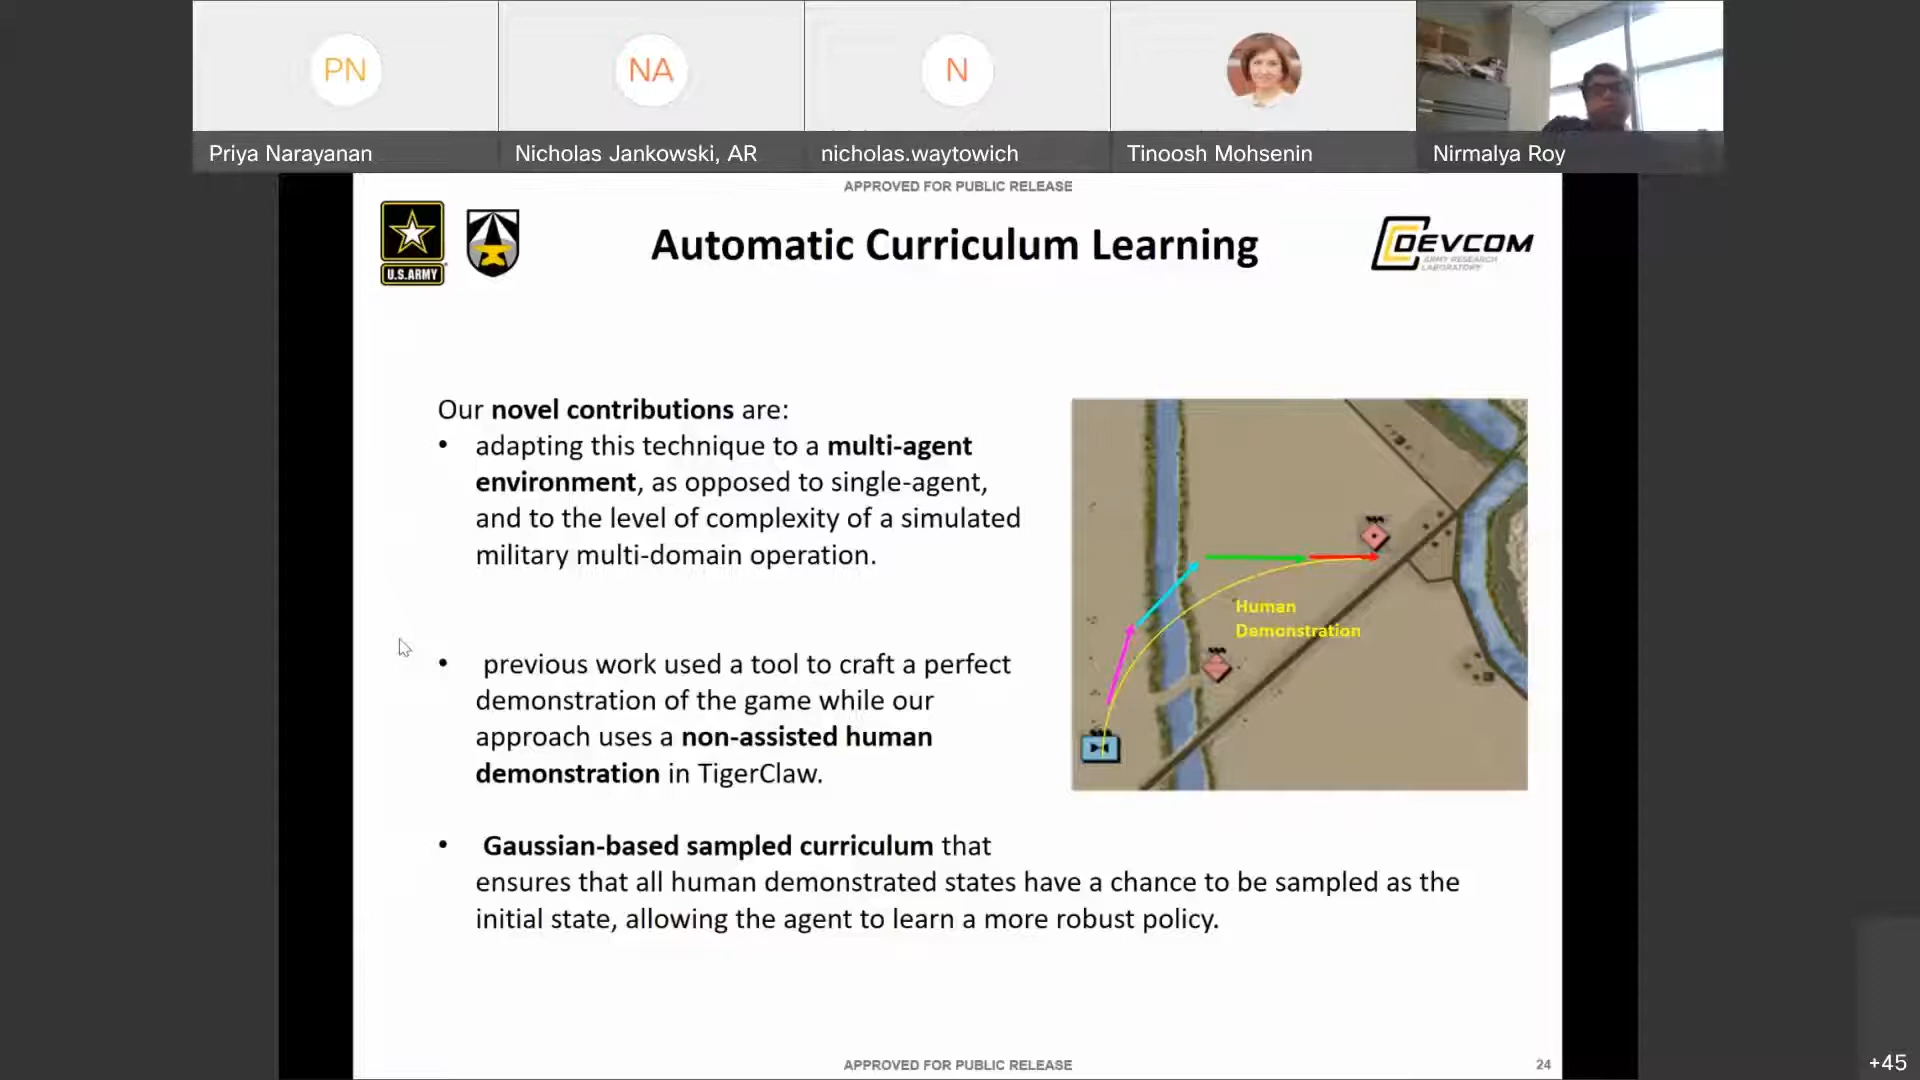 PN
NA
N
Priya Narayanan
Nicholas Jankowski, AR
nicholas.waytowich
Tinoosh Mohsenin
Nirmalya Roy
APPROVED FOR PUBLIC RELEASE
U.S.ARMY
Automatic Curriculum Learning
DEVCOM
ARMY RESEARCH
LABORATORY
Our novel contributions are:
• adapting this technique to a multi-agent
environment, as opposed to single-agent,
and to the level of complexity of a simulated
military multi-domain operation.
• previous work used a tool to craft a perfect
demonstration of the game while our
approach uses a non-assisted human
demonstration in TigerClaw.
• Gaussian-based sampled curriculum that
ensures that all human demonstrated states have a chance to be sampled as the
initial state, allowing the agent to learn a more robust policy.
Human
Demonstration
APPROVED FOR PUBLIC RELEASE
24
+45